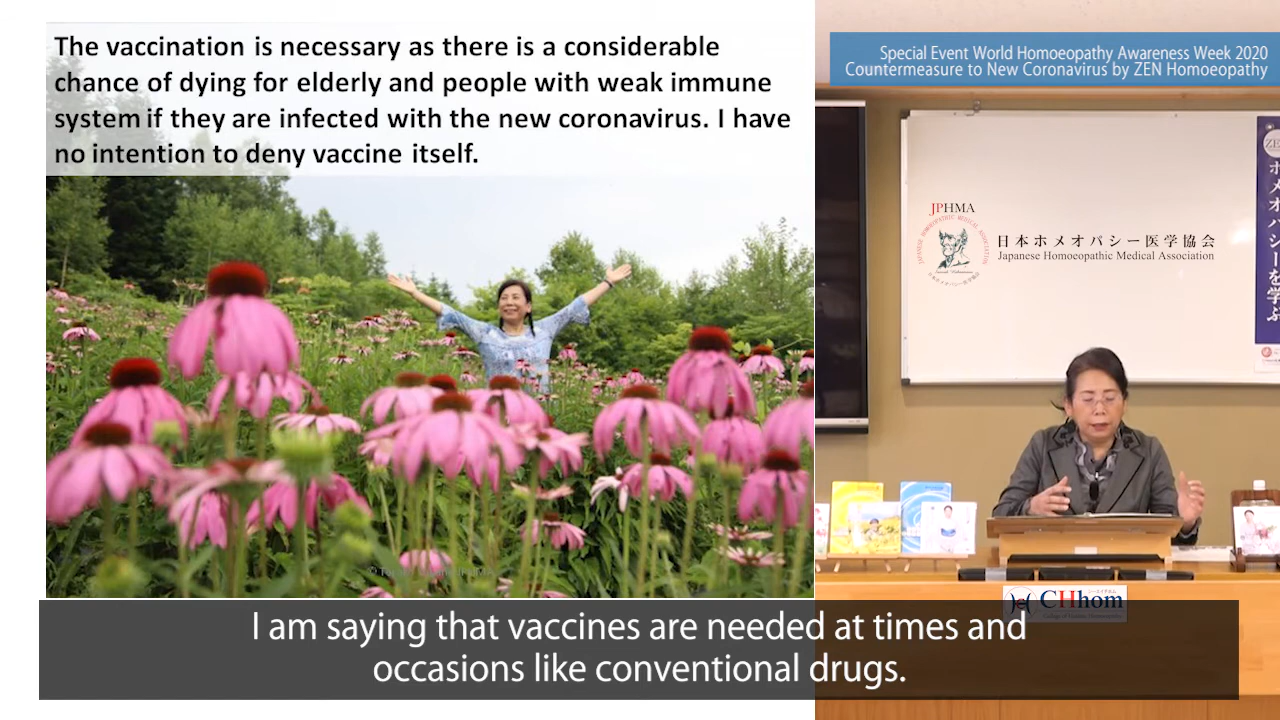 The vaccination is necessary as there is a considerable
chance of dying for elderly and people with weak immune
system if they are infected with the new coronavirus. I have
no intention to deny vaccine itself.
Special Event World Homoeopathy Awareness Week 2020
Countermeasure to New Coronavirus by ZEN Homoeopathy
JPHMA
日本ホメオパシー医学協会
Japanese Homoeopathic Medical Association
ホメオパシーを学ぶ
CHhom
I am saying that vaccines are needed at times and
occasions like conventional drugs.